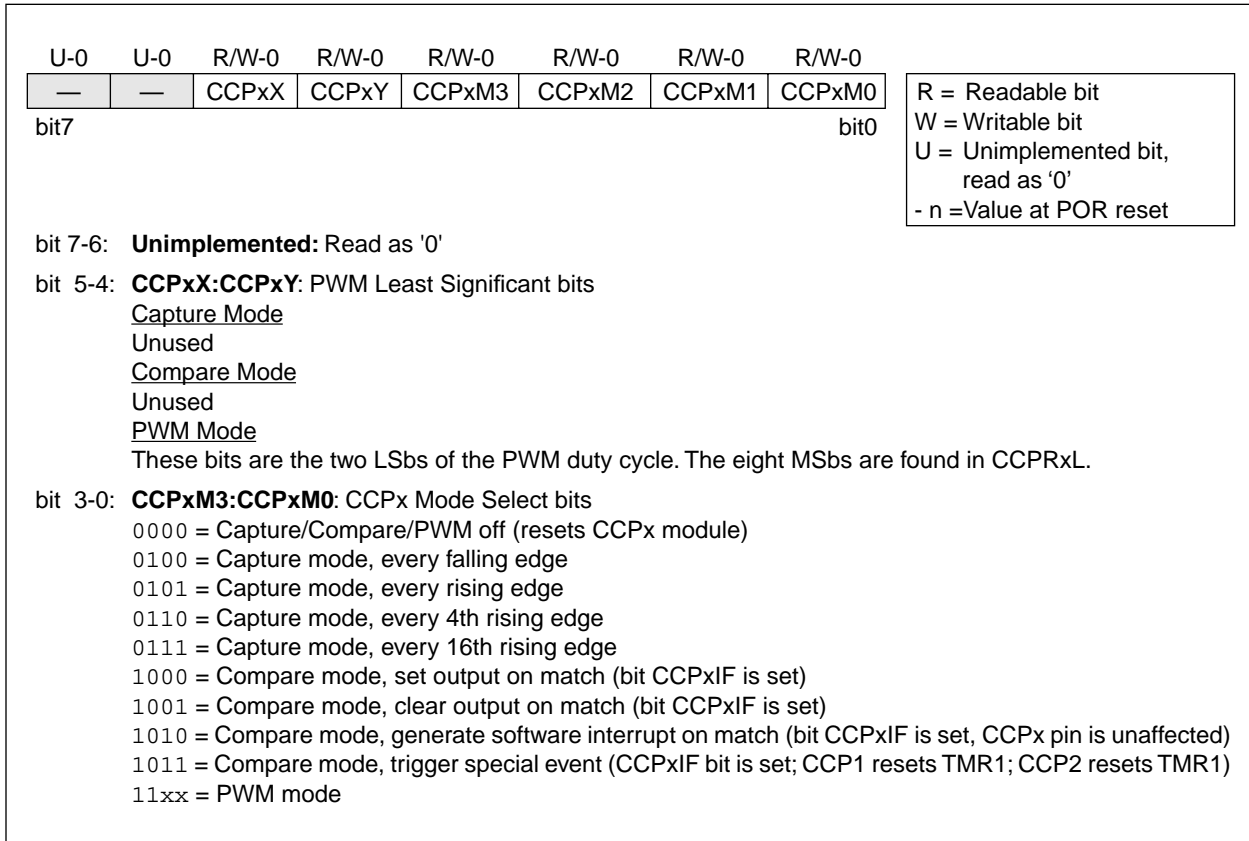 U-0 U-0 R/W-0 R/W-0 R/W-0 R/W-0 R/W-0 R/W-0
— — CCPxX CCPxY CCPxM3 CCPxM2 CCPxM1 CCPxM0
bit7 bit0
R = Readable bit
W = Writable bit
U = Unimplemented bit,
read as ‘0’
- n =Value at POR reset
bit 7-6: Unimplemented: Read as '0'
bit 5-4: CCPxX:CCPxY: PWM Least Significant bits
Capture Mode
Unused
Compare Mode
Unused
PWM Mode
These bits are the two LSbs of the PWM duty cycle. The eight MSbs are found in CCPRxL.
bit 3-0: CCPxM3:CCPxM0: CCPx Mode Select bits
0000 = Capture/Compare/PWM off (resets CCPx module)
0100 = Capture mode, every falling edge
0101 = Capture mode, every rising edge
0110 = Capture mode, every 4th rising edge
0111 = Capture mode, every 16th rising edge
1000 = Compare mode, set output on match (bit CCPxIF is set)
1001 = Compare mode, clear output on match (bit CCPxIF is set)
1010 = Compare mode, generate software interrupt on match (bit CCPxIF is set, CCPx pin is unaffected)
1011 = Compare mode, trigger special event (CCPxIF bit is set; CCP1 resets TMR1; CCP2 resets TMR1)
11xx = PWM mode